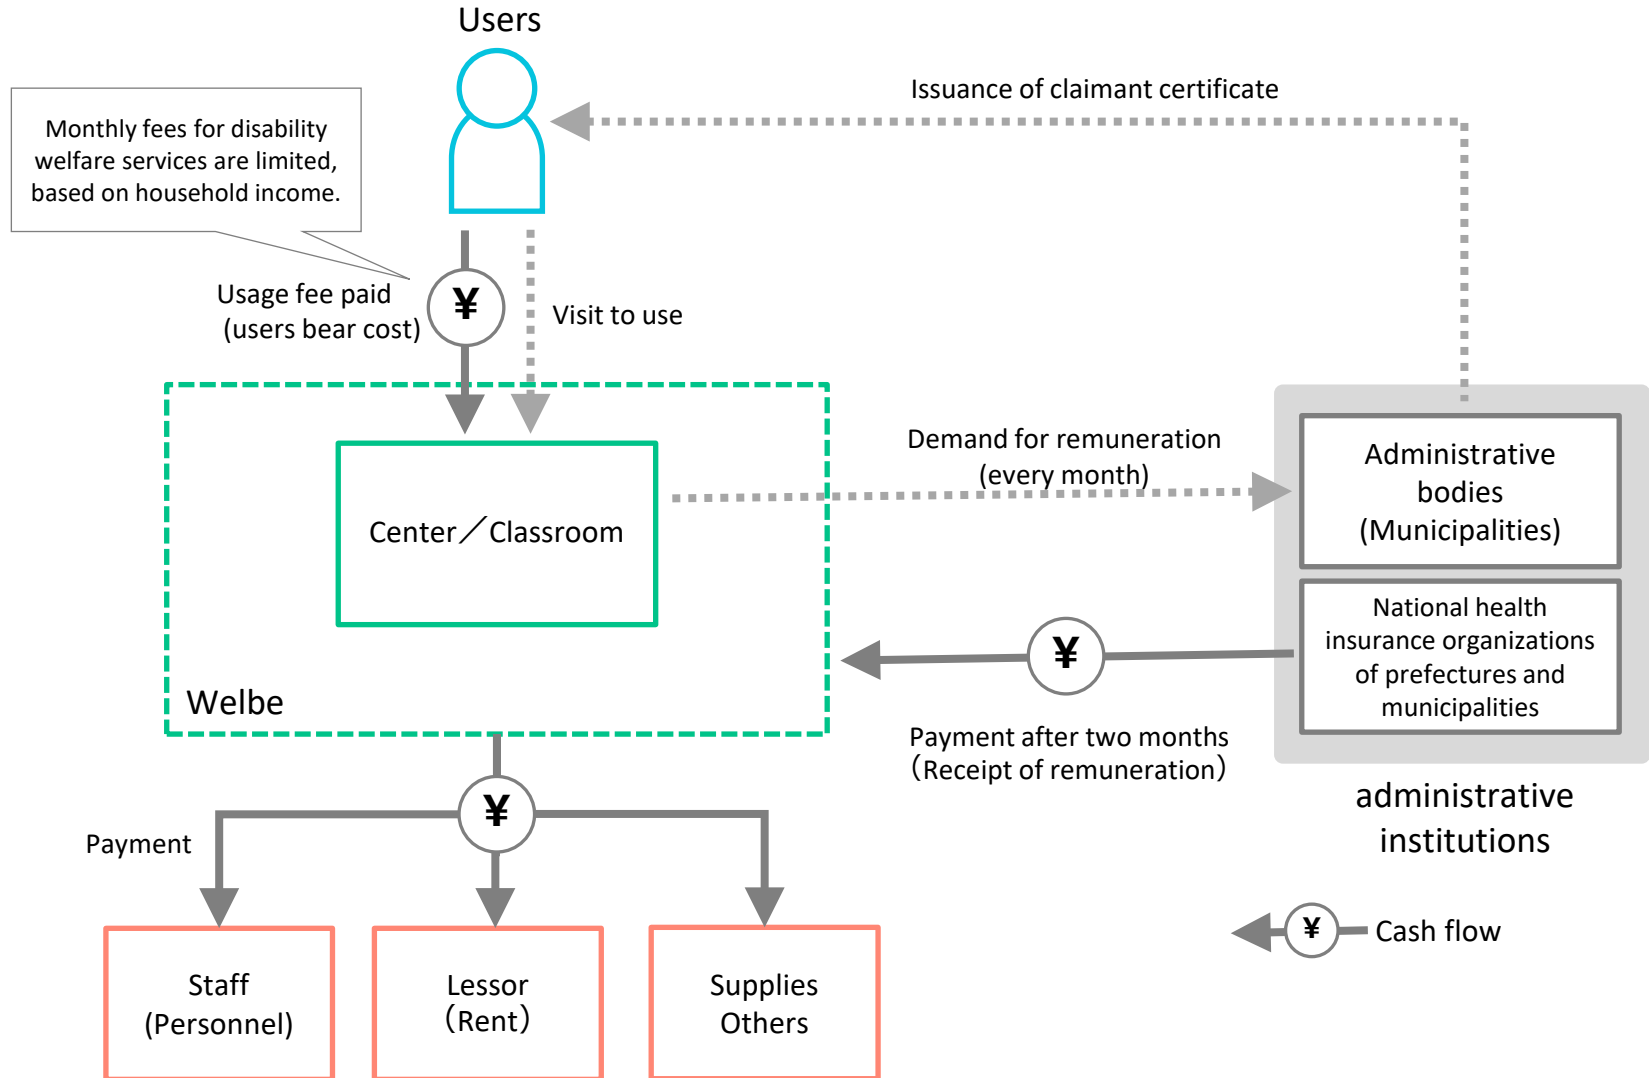 Users
Issuance of claimant certificate
Monthly fees for disability
welfare services are limited,
based on household income.
Usage fee paid
(users bear cost)
¥
Visit to use
Demand for remuneration
(every month)
Administrative
bodies
(Municipalities)
Center／Classroom
National health
insurance organizations
of prefectures and
municipalities
¥
Welbe
Payment after two months
（Receipt of remuneration）
administrative
institutions
¥
Payment
¥ Cash flow
Staff
(Personnel)
Lessor
（Rent）
Supplies
Others